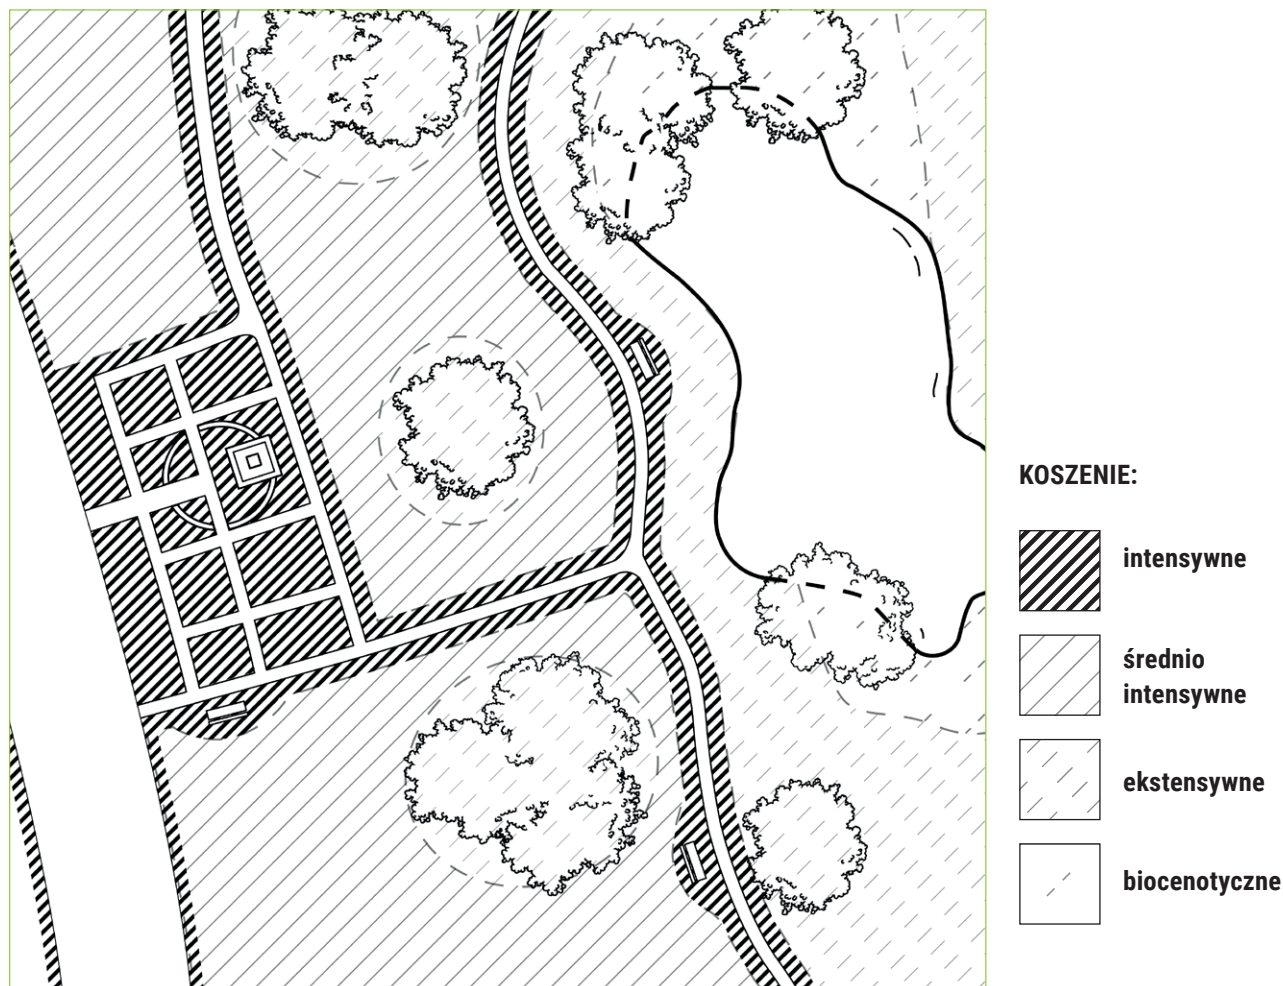 KOSZENIE:
intensywne
średnio
intensywne
ekstensywne
biocenotyczne